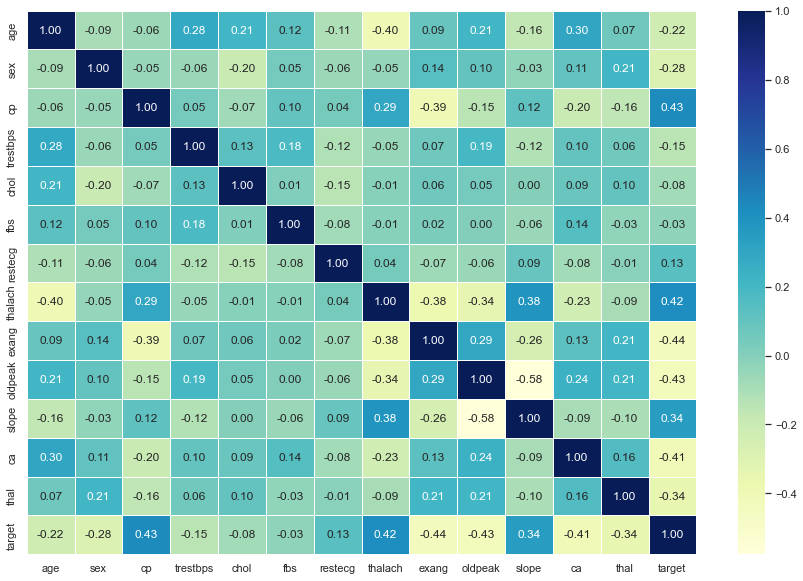 age 1.00 -0.09 -0.06 0.28 0.21 0.12 -0.11 -0.40 0.09 0.21 -0.16 0.30 0.07 -0.22
sex -0.09 1.00 -0.05 -0.06 -0.20 0.05 -0.06 -0.05 0.14 0.10 -0.03 0.11 0.21 -0.28
cp -0.06 -0.05 1.00 0.05 -0.07 0.10 0.04 0.29 -0.39 -0.15 0.12 -0.20 -0.16 0.43
trestbps 0.28 -0.06 0.05 1.00 0.13 0.18 -0.12 -0.05 0.07 0.19 -0.12 0.10 0.06 -0.15
chol 0.21 -0.20 -0.07 0.13 1.00 0.01 -0.15 -0.01 0.06 0.05 0.00 0.09 0.10 -0.08
fbs 0.12 0.05 0.10 0.18 0.01 1.00 -0.08 -0.01 0.02 0.00 -0.06 0.14 -0.03 -0.03
restecg -0.11 -0.06 0.04 -0.12 -0.15 -0.08 1.00 0.04 -0.07 -0.06 0.09 -0.08 -0.01 0.13
thalach -0.40 -0.05 0.29 -0.05 -0.01 -0.01 0.04 1.00 -0.38 -0.34 0.38 -0.23 -0.09 0.42
exang 0.09 0.14 -0.39 0.07 0.06 0.02 -0.07 -0.38 1.00 0.29 -0.26 0.13 0.21 -0.44
oldpeak 0.21 0.10 -0.15 0.19 0.05 0.00 -0.06 -0.34 0.29 1.00 -0.58 0.24 0.21 -0.43
slope -0.16 -0.03 0.12 -0.12 0.00 -0.06 0.09 0.38 -0.26 -0.58 1.00 -0.09 -0.10 0.34
ca 0.30 0.11 -0.20 0.10 0.09 0.14 -0.08 -0.23 0.13 0.24 -0.09 1.00 0.16 -0.41
thal 0.07 0.21 -0.16 0.06 0.10 -0.03 -0.01 -0.09 0.21 0.21 -0.10 0.16 1.00 -0.34
target -0.22 -0.28 0.43 -0.15 -0.08 -0.03 0.13 0.42 -0.44 -0.43 0.34 -0.41 -0.34 1.00
age sex cp trestbps chol fbs restecg thalach exang oldpeak slope ca thal target
1.0
0.8
0.6
0.4
0.2
0.0
−0.2
−0.4